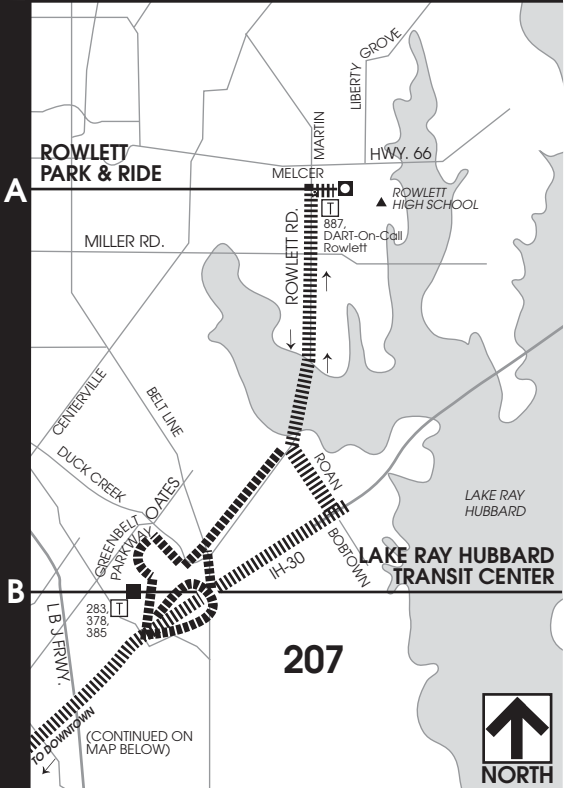 LIBERTY GROVE
MARTIN
HWY. 66
ROWLETT
PARK & RIDE
MELCER
A
T
ROWLETT
HIGH SCHOOL
887,
DART-On-Call
Rowlett
MILLER RD.
ROWLETT RD.
CENTERVILLE
BELT LINE
DUCK CREEK
OATES
GREENBELT
PARKWAY
ROAN
BOBTOWN
LAKE RAY
HUBBARD
IH-30
LAKE RAY HUBBARD
TRANSIT CENTER
B
T
283,
378,
385
L B J FRWY.
207
TO DOWNTOWN
(CONTINUED ON
MAP BELOW)
NORTH